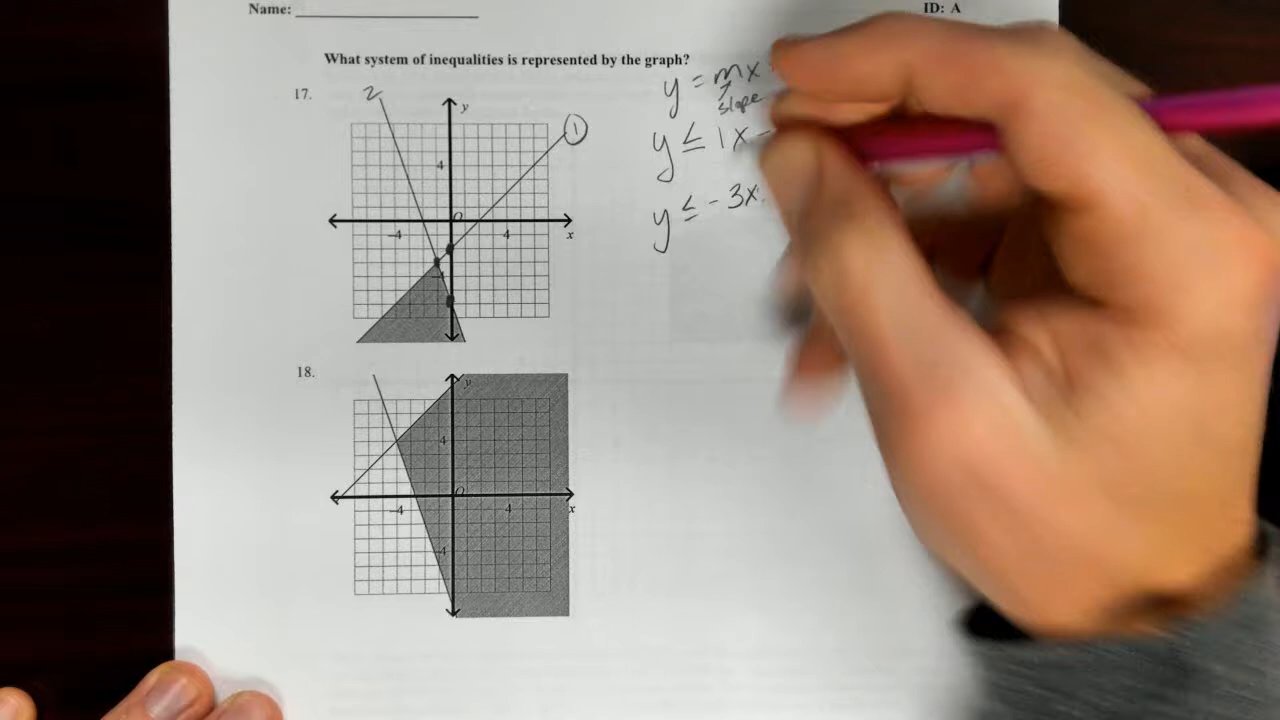 Name: ID: A
What system of inequalities is represented by the graph?
17.
2
y
①
4
O
-4
4
x
-4
y = mx
slope
y ≤ 1x -
y ≤ -3x
18.
y
4
O
-4
4
x
-4